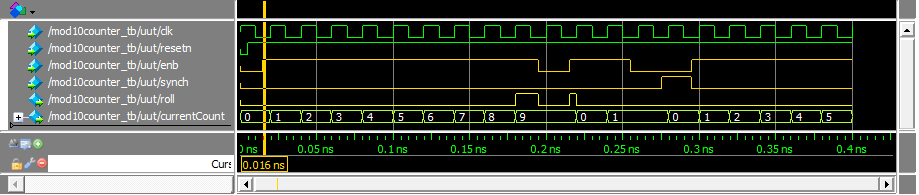 /mod10counter_tb/uut/clk
/mod10counter_tb/uut/resetn
/mod10counter_tb/uut/enb
/mod10counter_tb/uut/synch
/mod10counter_tb/uut/roll
/mod10counter_tb/uut/currentCount 0 1 2 3 4 5 6 7 8 9 0 1 0 1 2 3 4 5
ns 0.05 ns 0.1 ns 0.15 ns 0.2 ns 0.25 ns 0.3 ns 0.35 ns 0.4 ns
Curs 0.016 ns